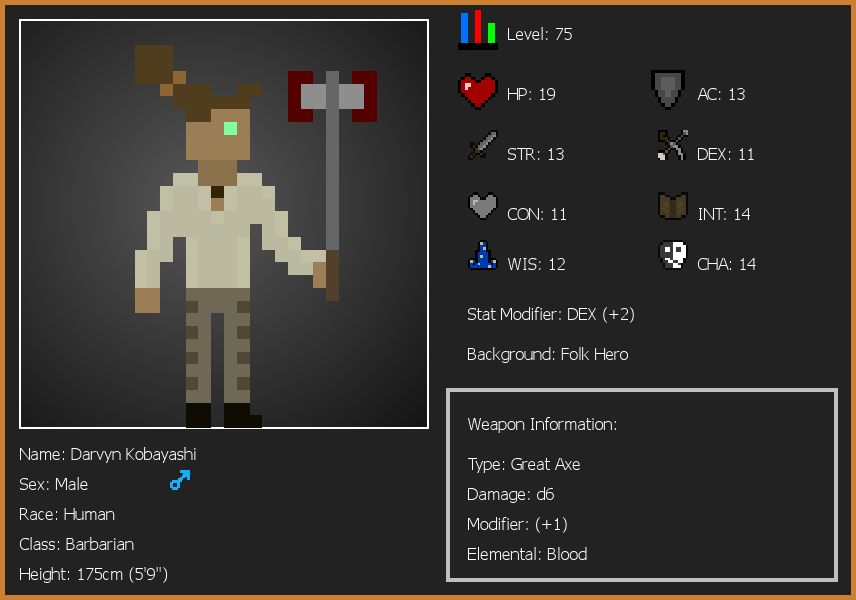 Level: 75
HP: 19
AC: 13
STR: 13
DEX: 11
CON: 11
INT: 14
WIS: 12
CHA: 14
Stat Modifier: DEX (+2)
Background: Folk Hero
Weapon Information:
Type: Great Axe
Damage: d6
Modifier: (+1)
Elemental: Blood
Name: Darvyn Kobayashi
Sex: Male
Race: Human
Class: Barbarian
Height: 175cm (5'9")